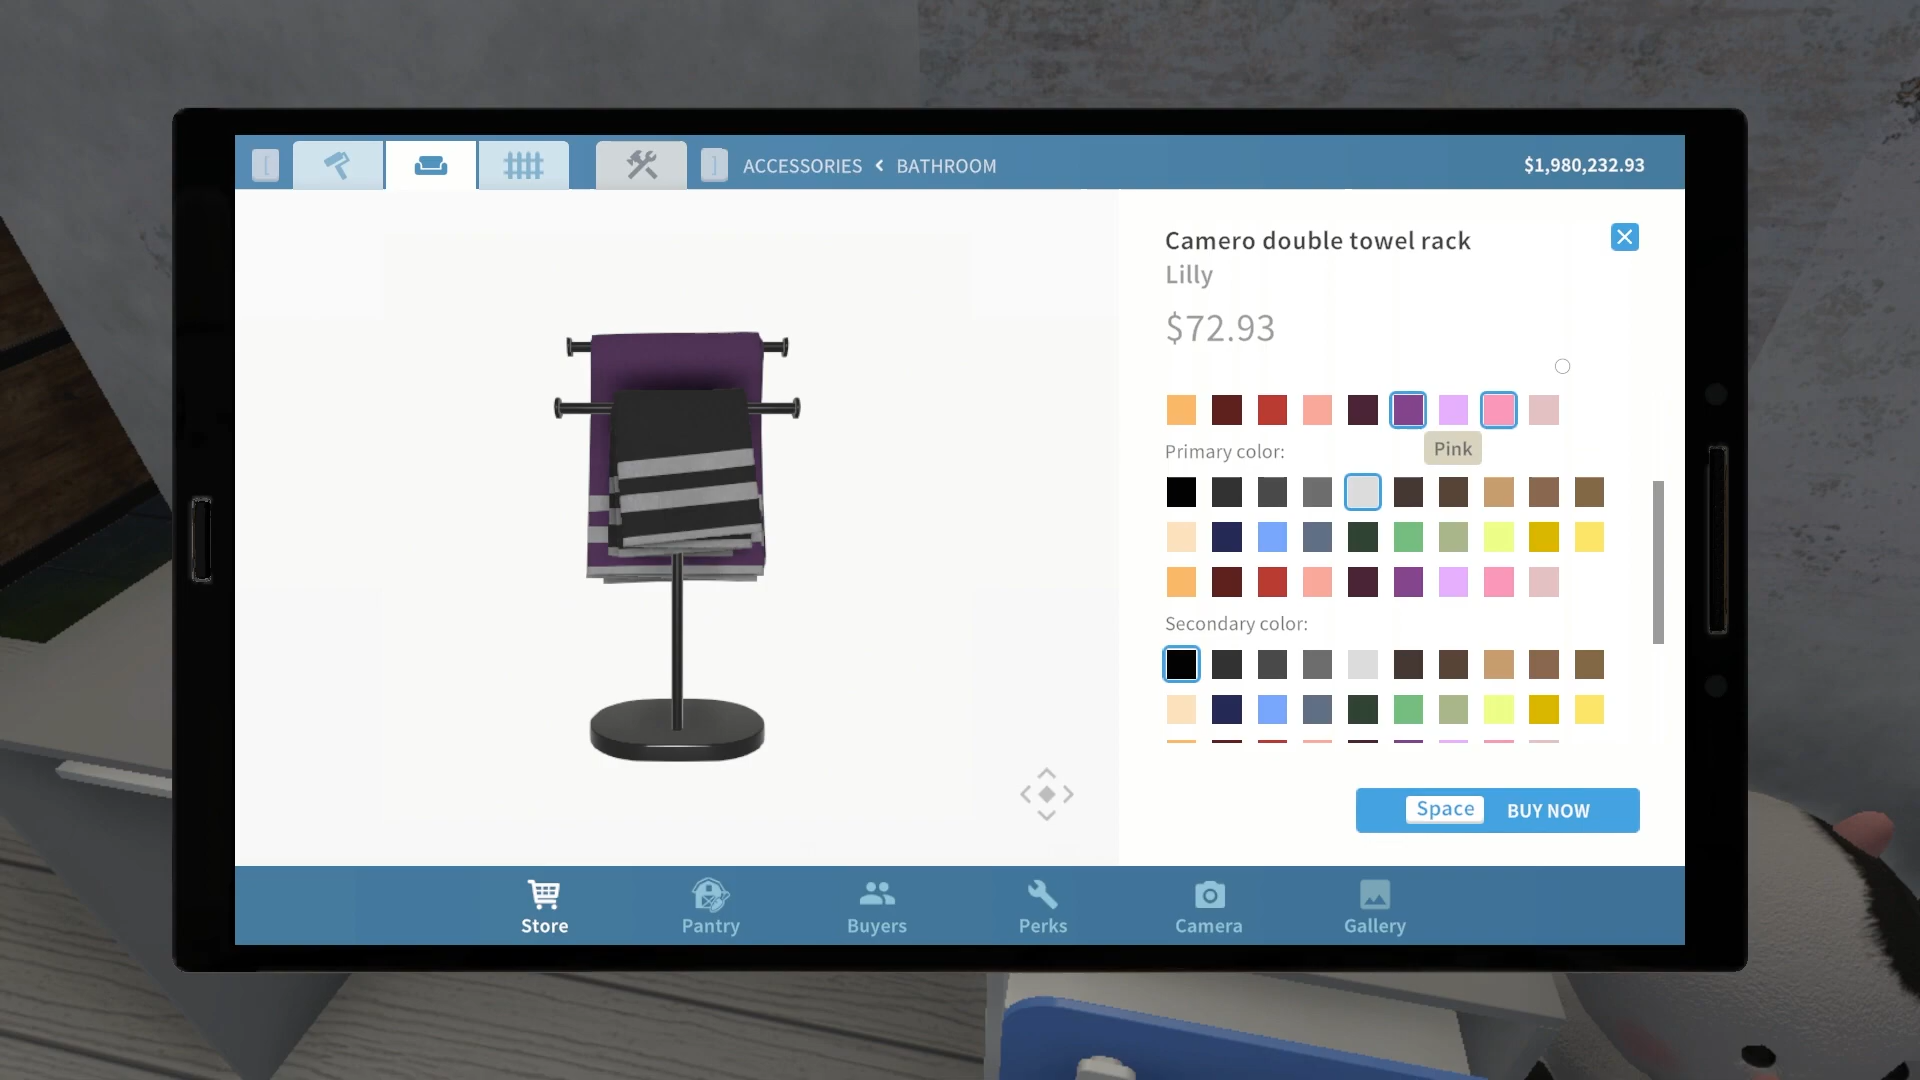 [
]
ACCESSORIES < BATHROOM
$1,980,232.93
Camero double towel rack
Lilly
$72.93
Pink
Primary color:
Secondary color:
Space BUY NOW
Store
Pantry
Buyers
Perks
Camera
Gallery